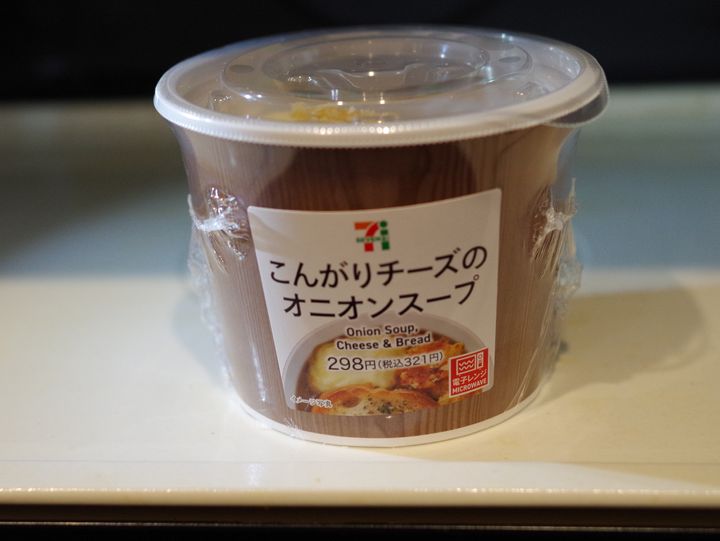 こんがりチーズの
オニオンスープ
Onion Soup,
Cheese & Bread
298円(税込321円)
電子レンジ
MICROWAVE
イメージ写真